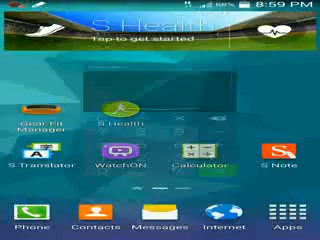 58% 8:59 PM
S Health
Tap to get started
Gear Fit Manager
S Health
S Translator
WatchON
Calculator
S Note
Phone
Contacts
Messages
Internet
Apps